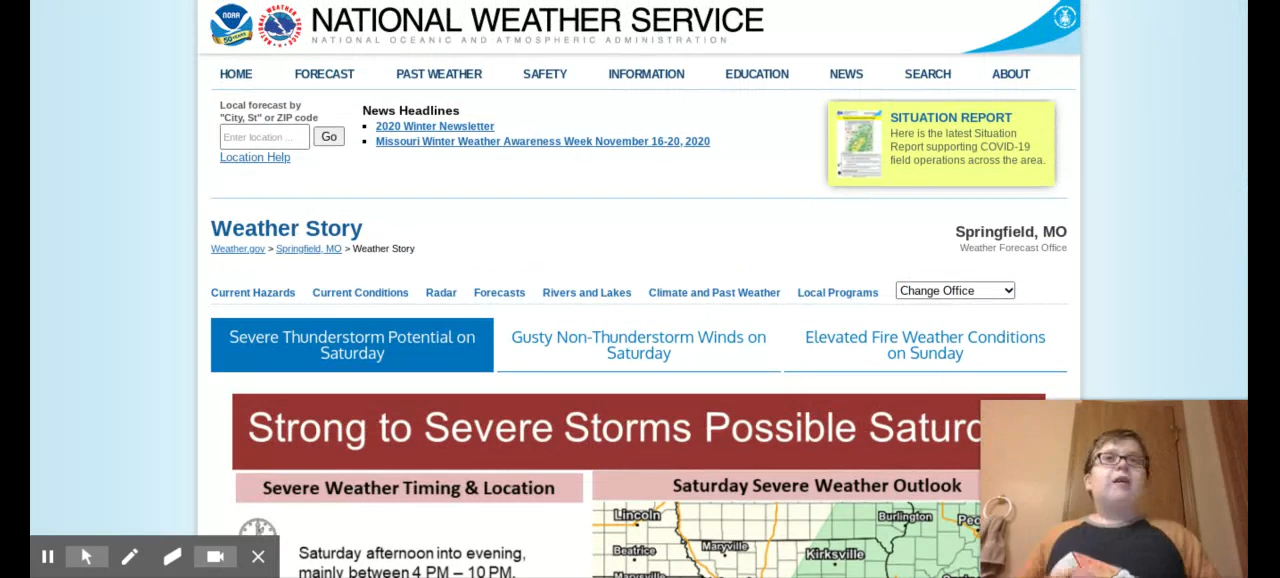 NOAA
50 YEARS
NATIONAL WEATHER SERVICE
NATIONAL OCEANIC AND ATMOSPHERIC ADMINISTRATION
HOME FORECAST PAST WEATHER SAFETY INFORMATION EDUCATION NEWS SEARCH ABOUT
Local forecast by
"City, St" or ZIP code
Enter location ... Go
Location Help
News Headlines
2020 Winter Newsletter
Missouri Winter Weather Awareness Week November 16-20, 2020
SITUATION REPORT
Here is the latest Situation
Report supporting COVID-19
field operations across the area.
Weather Story
Weather.gov > Springfield, MO > Weather Story
Springfield, MO
Weather Forecast Office
Current Hazards Current Conditions Radar Forecasts Rivers and Lakes Climate and Past Weather Local Programs Change Office
Severe Thunderstorm Potential on
Saturday
Gusty Non-Thunderstorm Winds on
Saturday
Elevated Fire Weather Conditions
on Sunday
Strong to Severe Storms Possible Saturd
Severe Weather Timing & Location
Saturday afternoon into evening,
mainly between 4 PM – 10 PM.
Saturday Severe Weather Outlook
Lincoln
Burlington
Peo
Beatrice
Maryville
Kirksville